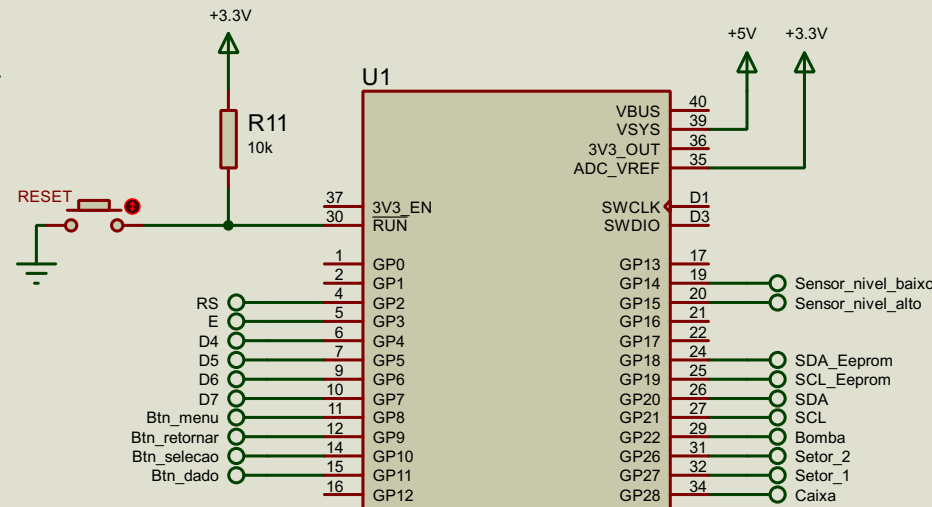 +3.3V
+5V
+3.3V
U1
R11
10k
RESET
VBUS 40
VSYS 39
3V3_OUT 36
ADC_VREF 35
37 3V3_EN
30 RUN
SWCLK D1
SWDIO D3
1 GP0
2 GP1
RS 4 GP2
E 5 GP3
D4 6 GP4
D5 7 GP5
D6 9 GP6
D7 10 GP7
Btn_menu 11 GP8
Btn_retornar 12 GP9
Btn_selecao 14 GP10
Btn_dado 15 GP11
16 GP12
GP13 17
GP14 19 Sensor_nivel_baixo
GP15 20 Sensor_nivel_alto
GP16 21
GP17 22
GP18 24 SDA_Eeprom
GP19 25 SCL_Eeprom
GP20 26 SDA
GP21 27 SCL
GP22 29 Bomba
GP26 31 Setor_2
GP27 32 Setor_1
GP28 34 Caixa